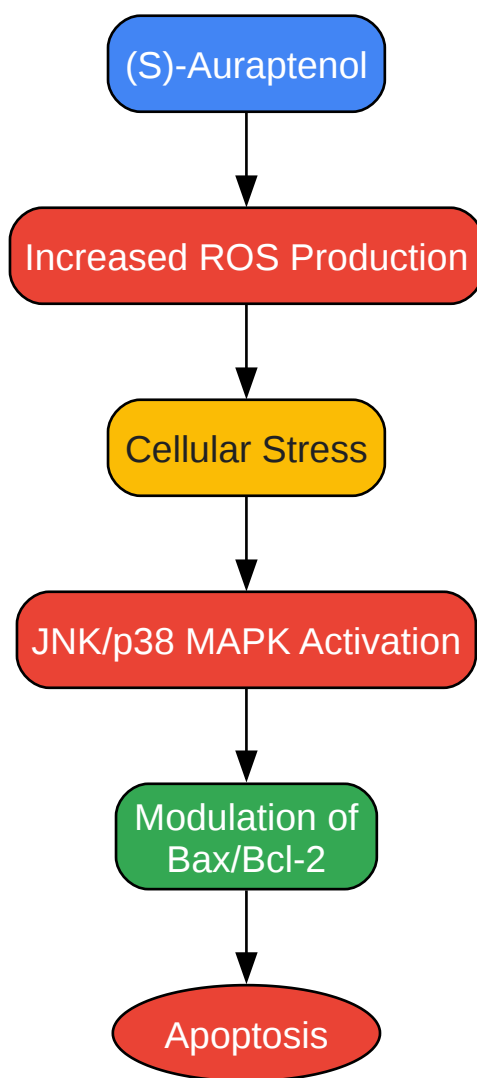 (S)-Auraptenol
Increased ROS Production
Cellular Stress
JNK/p38 MAPK Activation
Modulation of
Bax/Bcl-2
Apoptosis